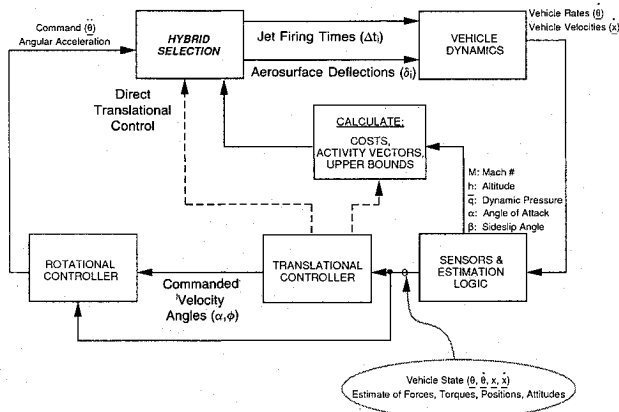 Command (θ̈)
Angular Acceleration
HYBRID
SELECTION
Jet Firing Times (Δtⱼ)
Aerosurface Deflections (δᵢ)
VEHICLE
DYNAMICS
Vehicle Rates (θ̇)
Vehicle Velocities (ẋ)
Direct
Translational
Control
CALCULATE:
COSTS,
ACTIVITY VECTORS,
UPPER BOUNDS
M: Mach #
h: Altitude
q̄: Dynamic Pressure
α: Angle of Attack
β: Sideslip Angle
ROTATIONAL
CONTROLLER
Commanded
Velocity
Angles (α,φ)
TRANSLATIONAL
CONTROLLER
SENSORS &
ESTIMATION
LOGIC
Vehicle State (θ, θ̇, x, ẋ)
Estimate of Forces, Torques, Positions, Attitudes